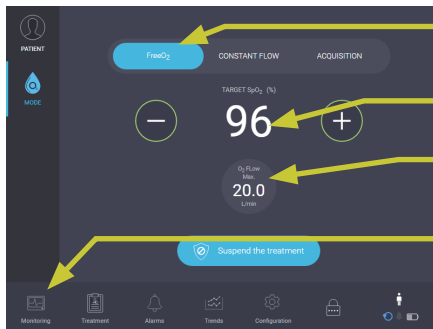 PATIENT
MODE
FreeO₂ CONSTANT FLOW ACQUISITION
TARGET SpO₂ (%)
96
O₂ FLow
Max.
20.0
L/min
Suspend the treatment
Monitoring Treatment Alarms Trends Configuration